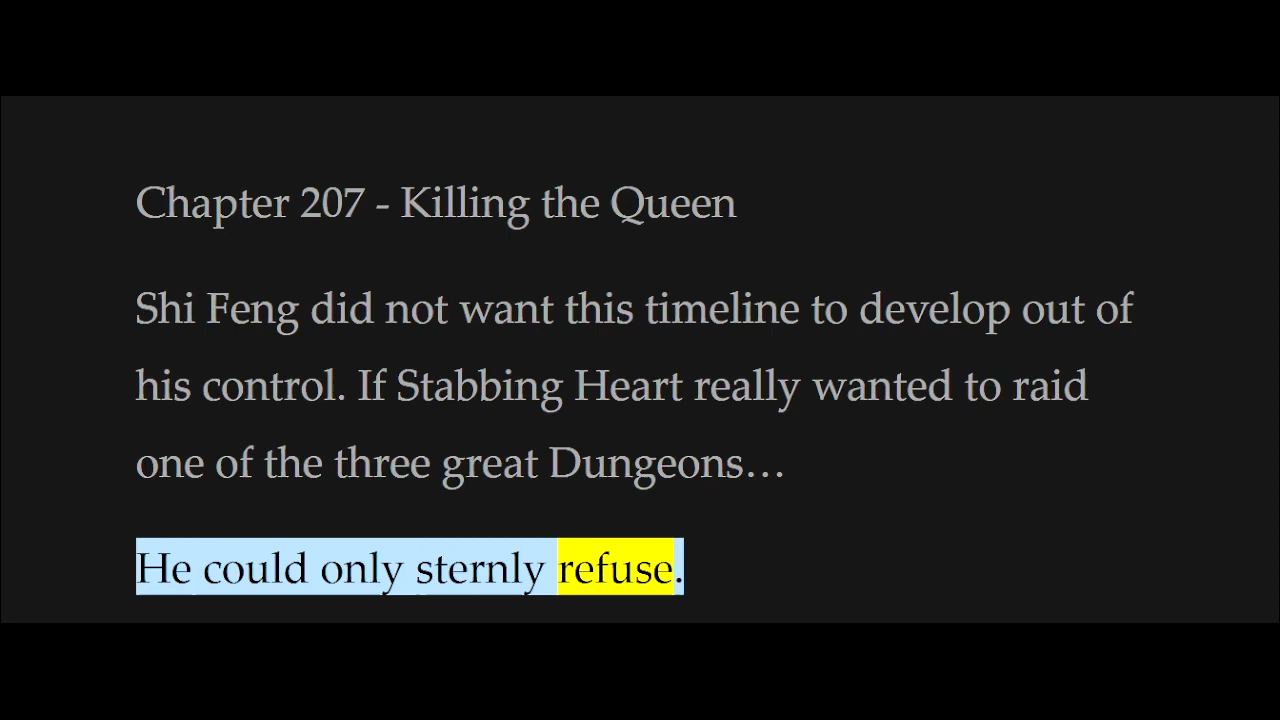 Chapter 207 - Killing the Queen
Shi Feng did not want this timeline to develop out of
his control. If Stabbing Heart really wanted to raid
one of the three great Dungeons…
He could only sternly refuse.